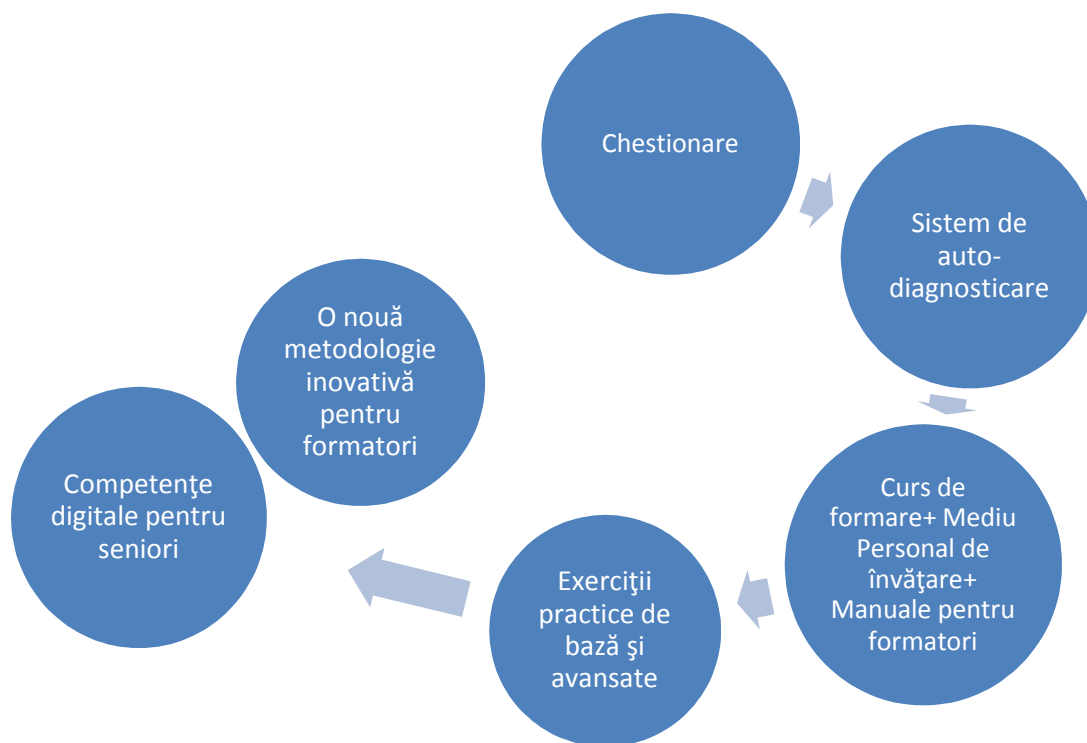 Chestionare
Sistem de
auto-
diagnosticare
Curs de
formare+ Mediu
Personal de
învăţare+
Manuale pentru
formatori
Exerciţii
practice de
bază şi
avansate
O nouă
metodologie
inovativă
pentru
formatori
Competenţe
digitale pentru
seniori